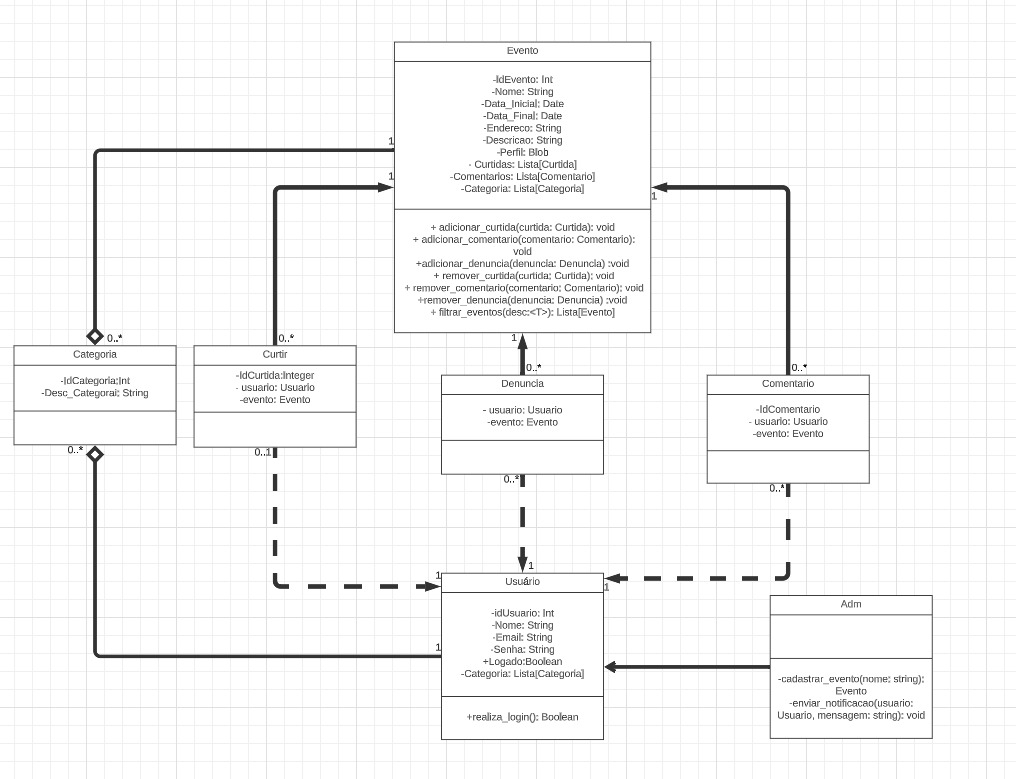 Evento
-IdEvento: Int
-Nome: String
-Data_Inicial: Date
-Data_Final: Date
-Endereco: String
-Descricao: String
-Perfil: Blob
- Curtidas: Lista[Curtida]
-Comentarios: Lista[Comentario]
-Categoria: Lista[Categoria]
+ adicionar_curtida(curtida: Curtida): void
+ adicionar_comentario(comentario: Comentario):
void
+adicionar_denuncia(denuncia: Denuncia) :void
+ remover_curtida(curtida: Curtida): void
+ remover_comentario(comentario: Comentario): void
+remover_denuncia(denuncia: Denuncia) :void
+ filtrar_eventos(desc:<T>): Lista[Evento]
1
1
1
1
0..*
0..*
0..*
0..*
Categoria
-IdCategoria:Int
-Desc_Categorai: String
0..*
Curtir
-IdCurtida:Integer
- usuario: Usuario
-evento: Evento
0..1
Denuncia
- usuario: Usuario
-evento: Evento
0..*
Comentario
-IdComentario
- usuario: Usuario
-evento: Evento
0..*
1
1
1
1
Usuário
-idUsuario: Int
-Nome: String
-Email: String
-Senha: String
+Logado:Boolean
-Categoria: Lista[Categoria]
+realiza_login(): Boolean
Adm
-cadastrar_evento(nome: string):
Evento
-enviar_notificacao(usuario:
Usuario, mensagem: string): void